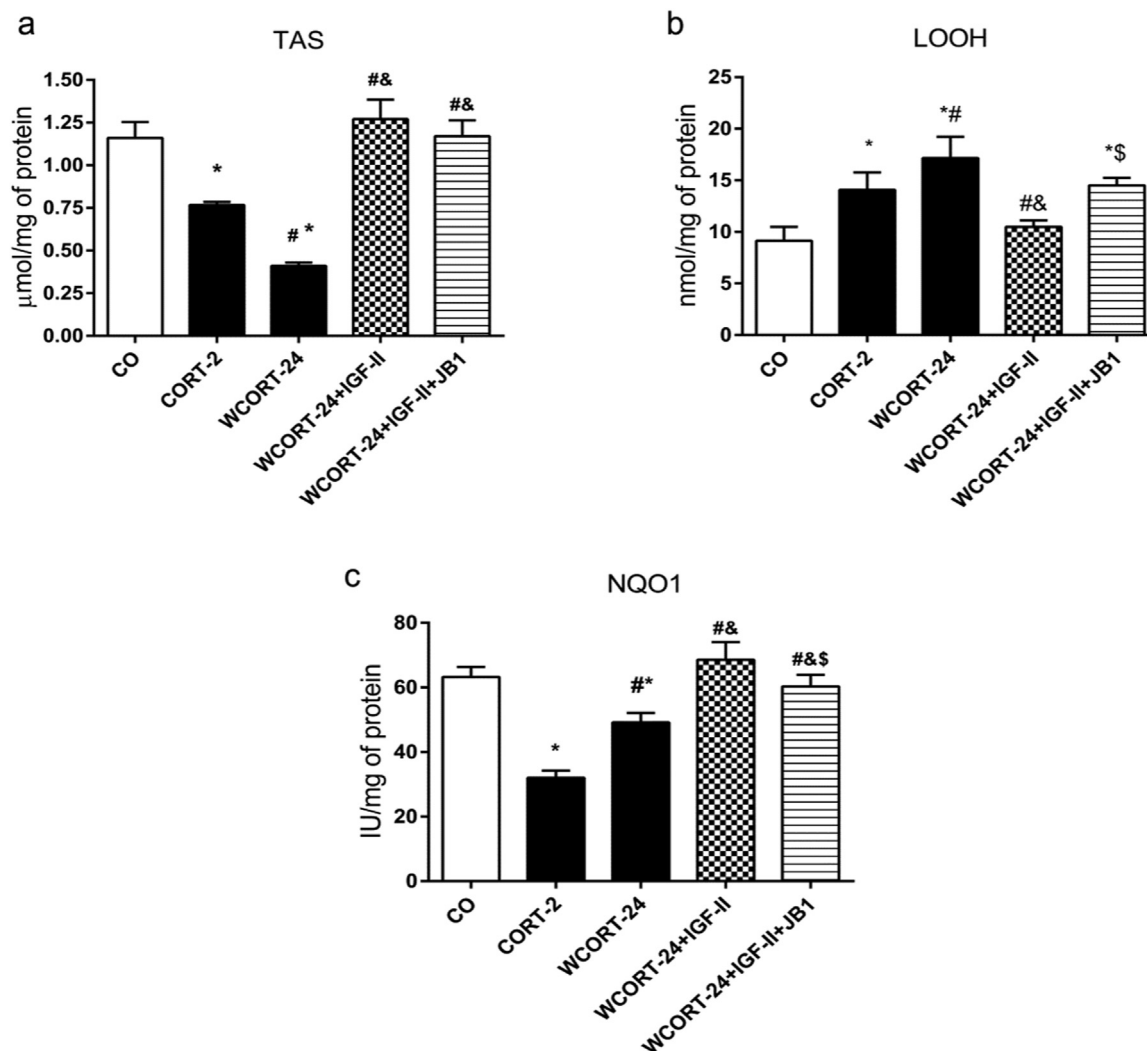 a
TAS
μmol/mg of protein
1.50
1.25
1.00
0.75
0.50
0.25
0.00
*
# *
#&
#&
CO
CORT-2
WCORT-24
WCORT-24+IGF-II
WCORT-24+IGF-II+JB1
b
LOOH
nmol/mg of protein
25
20
15
10
5
0
*
*#
#&
*$
CO
CORT-2
WCORT-24
WCORT-24+IGF-II
WCORT-24+IGF-II+JB1
c
NQO1
IU/mg of protein
80
60
40
20
0
*
#*
#&
#&$
CO
CORT-2
WCORT-24
WCORT-24+IGF-II
WCORT-24+IGF-II+JB1